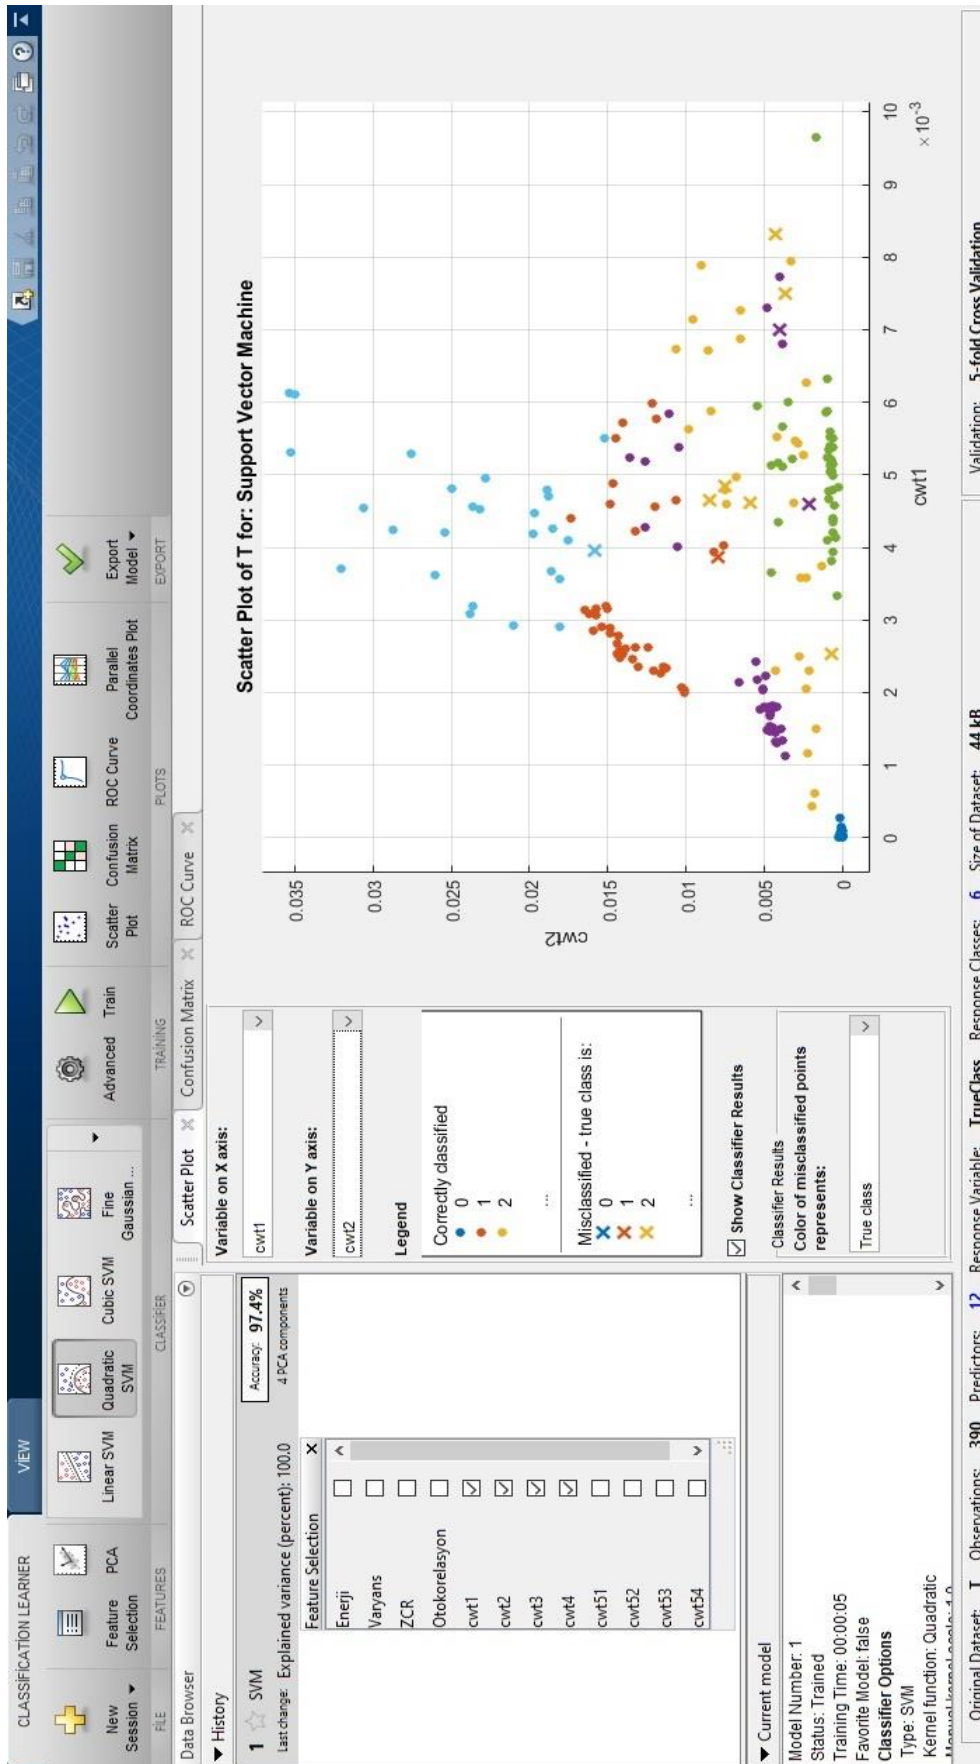 CLASSIFICATION LEARNER
VİEW
New
Session
Feature
Selection
PCA
Linear SVM
Quadratic
SVM
Cubic SVM
Fine
Gaussian ...
Advanced
Train
Scatter
Plot
Confusion
Matrix
ROC Curve
Parallel
Coordinates Plot
Export
Model
FILE
FEATURES
CLASSIFIER
TRAİNİNG
PLOTS
EXPORT
Data Browser
History
1 SVM
Accuracy: 97.4%
Last change: Explained variance (percent): 100.0
4 PCA components
Feature Selection
Enerji
Varyans
ZCR
Otokorelasyon
cwt1
cwt2
cwt3
cwt4
cwt51
cwt52
cwt53
cwt54
Current model
Model Number: 1
Status: Trained
Training Time: 00:00:05
Favorite Model: false
Classifier Options
Type: SVM
Kernel function: Quadratic
Scatter Plot
Confusion Matrix
ROC Curve
Variable on X axis:
cwt1
Variable on Y axis:
cwt2
Legend
Correctly classified
0
1
2
...
Misclassified - true class is:
0
1
2
...
Show Classifier Results
Classifier Results
Color of misclassified points
represents:
True class
Scatter Plot of T for: Support Vector Machine
0.035
0.03
0.025
0.02
0.015
0.01
0.005
0
cwt2
0 1 2 3 4 5 6 7 8 9 10
×10-3
cwt1
Original Dataset: T Observations: 390 Predictors: 12 Response Variable: TrueClass Response Classes: 6 Size of Dataset: 44 kB
Validation: 5-fold Cross Validation